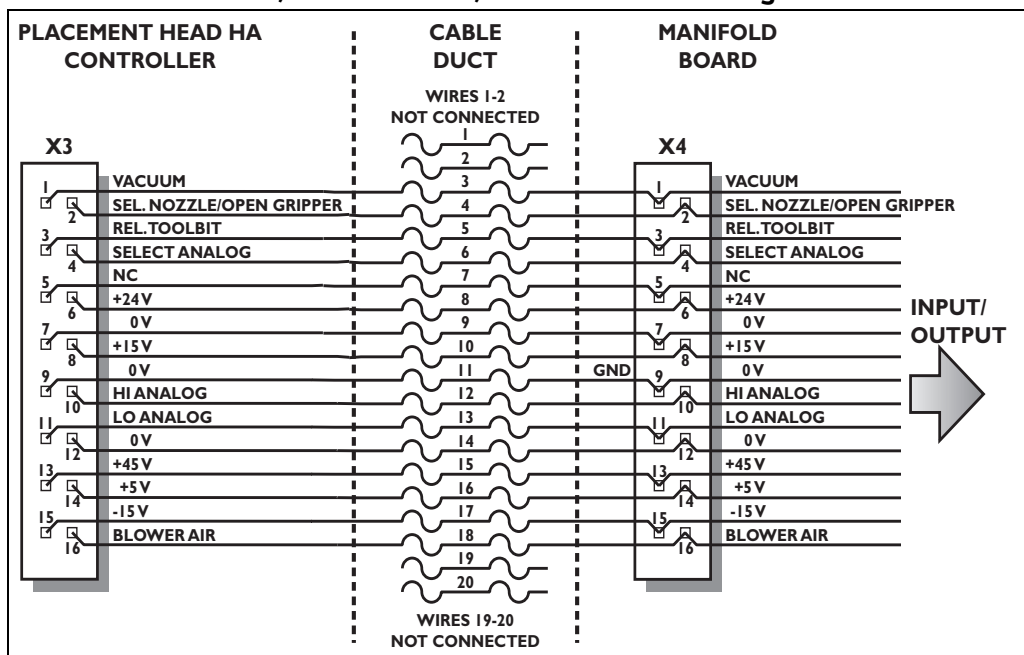 PLACEMENT HEAD HA
CONTROLLER
CABLE
DUCT
MANIFOLD
BOARD
WIRES 1-2
NOT CONNECTED
X3
X4
1
2
1 VACUUM 3 1 VACUUM
2 SEL. NOZZLE/OPEN GRIPPER 4 2 SEL. NOZZLE/OPEN GRIPPER
3 REL.TOOLBIT 5 3 REL.TOOLBIT
4 SELECT ANALOG 6 4 SELECT ANALOG
5 NC 7 5 NC
6 +24V 8 6 +24V
7 0V 9 7 0V
8 +15V 10 8 +15V
9 0V 11 GND 9 0V
10 HI ANALOG 12 10 HI ANALOG
11 LO ANALOG 13 11 LO ANALOG
12 0V 14 12 0V
13 +45V 15 13 +45V
14 +5V 16 14 +5V
15 -15V 17 15 -15V
16 BLOWER AIR 18 16 BLOWER AIR
19
20
WIRES 19-20
NOT CONNECTED
INPUT/
OUTPUT